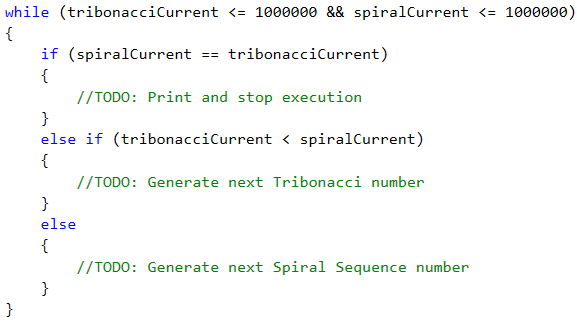 while (tribonacciCurrent <= 1000000 && spiralCurrent <= 1000000)
{
    if (spiralCurrent == tribonacciCurrent)
    {
        //TODO: Print and stop execution
    }
    else if (tribonacciCurrent < spiralCurrent)
    {
        //TODO: Generate next Tribonacci number
    }
    else
    {
        //TODO: Generate next Spiral Sequence number
    }
}